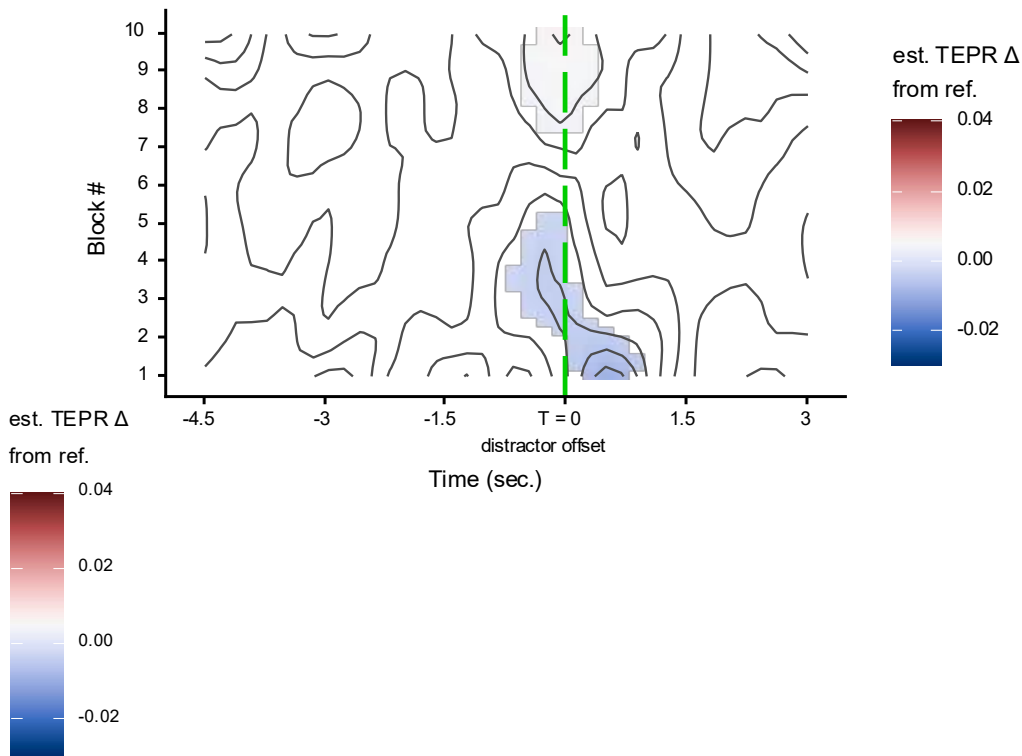 10
9
8
7
6
5
4
3
2
1
Block #
-4.5
-3
-1.5
T = 0
1.5
3
distractor offset
Time (sec.)
est. TEPR Δ
from ref.
0.04
0.02
0.00
-0.02
est. TEPR Δ
from ref.
0.04
0.02
0.00
-0.02